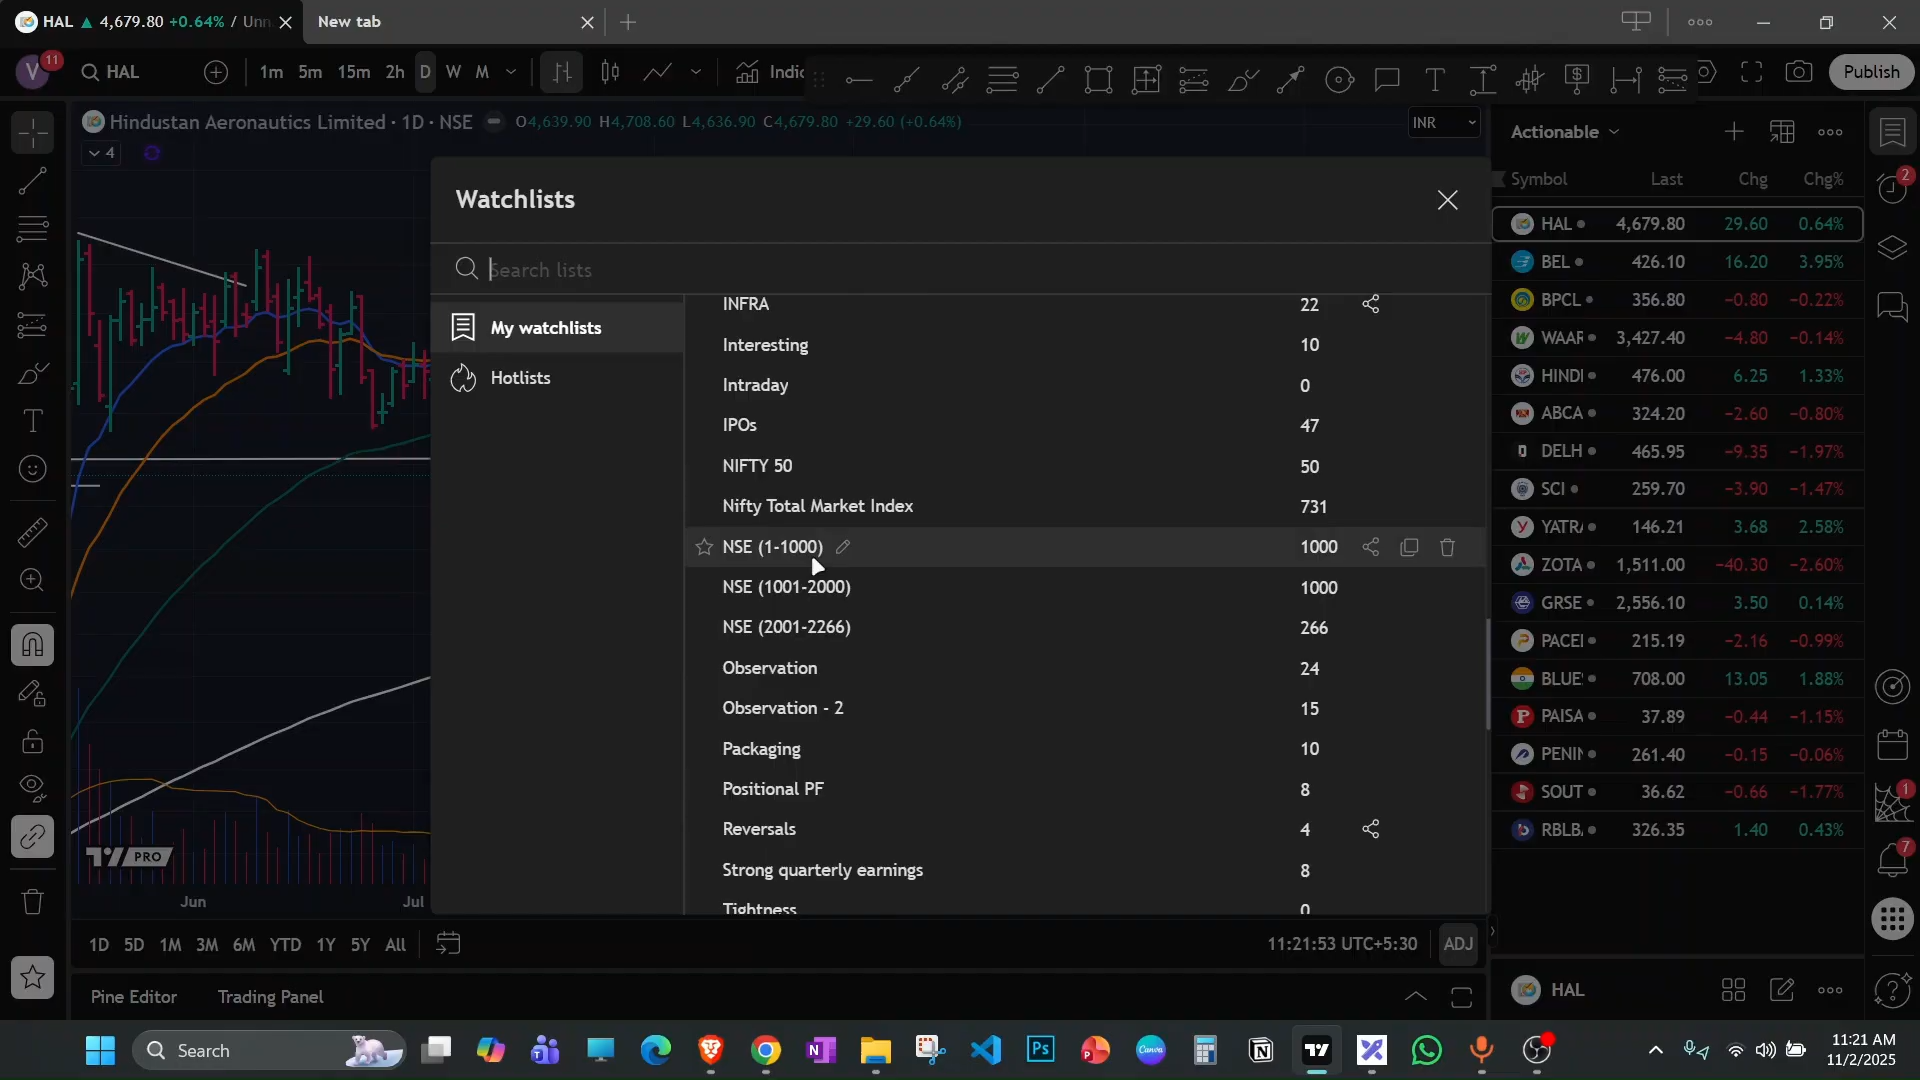 HAL ▲ 4,679.80 +0.64% / Unn
New tab
V 11
HAL
1m 5m 15m 2h D W M
Indic
Publish
Hindustan Aeronautics Limited · 1D · NSE O4,639.90 H4,708.60 L4,636.90 C4,679.80 +29.60 (+0.64%)
INR
4
Watchlists
Search lists
My watchlists
Hotlists
INFRA 22
Interesting 10
Intraday 0
IPOs 47
NIFTY 50 50
Nifty Total Market Index 731
NSE (1-1000) 1000
NSE (1001-2000) 1000
NSE (2001-2266) 266
Observation 24
Observation - 2 15
Packaging 10
Positional PF 8
Reversals 4
Strong quarterly earnings 8
Tightness 0
Actionable
Symbol Last Chg Chg%
HAL 4,679.80 29.60 0.64%
BEL 426.10 16.20 3.95%
BPCL 356.80 −0.80 −0.22%
WAAR 3,427.40 −4.80 −0.14%
HINDI 476.00 6.25 1.33%
ABCA 324.20 −2.60 −0.80%
DELH 465.95 −9.35 −1.97%
SCI 259.70 −3.90 −1.47%
YATRA 146.21 3.68 2.58%
ZOTA 1,511.00 −40.30 −2.60%
GRSE 2,556.10 3.50 0.14%
PACEI 215.19 −2.16 −0.99%
BLUE 708.00 13.05 1.88%
PAISA 37.89 −0.44 −1.15%
PENIN 261.40 −0.15 −0.06%
SOUT 36.62 −0.66 −1.77%
RBLBA 326.35 1.40 0.43%
2
1
7
PRO
Jun Jul
1D 5D 1M 3M 6M YTD 1Y 5Y All
11:21:53 UTC+5:30 ADJ
Pine Editor Trading Panel
HAL
Search
11:21 AM
11/2/2025